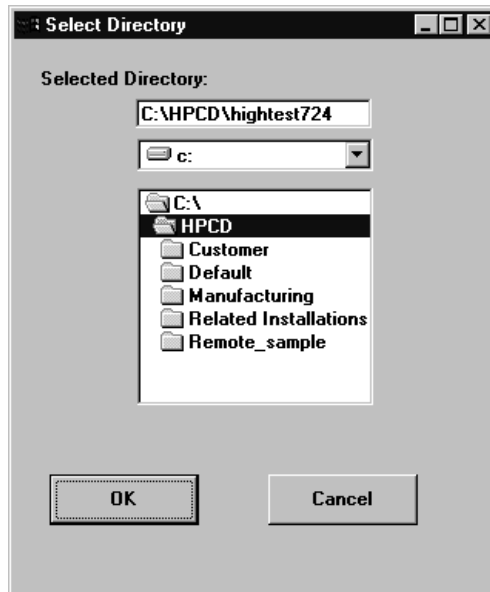 Select Directory
Selected Directory:
C:\HPCD\hightest724
c:
C:\
HPCD
Customer
Default
Manufacturing
Related Installations
Remote_sample
OK
Cancel